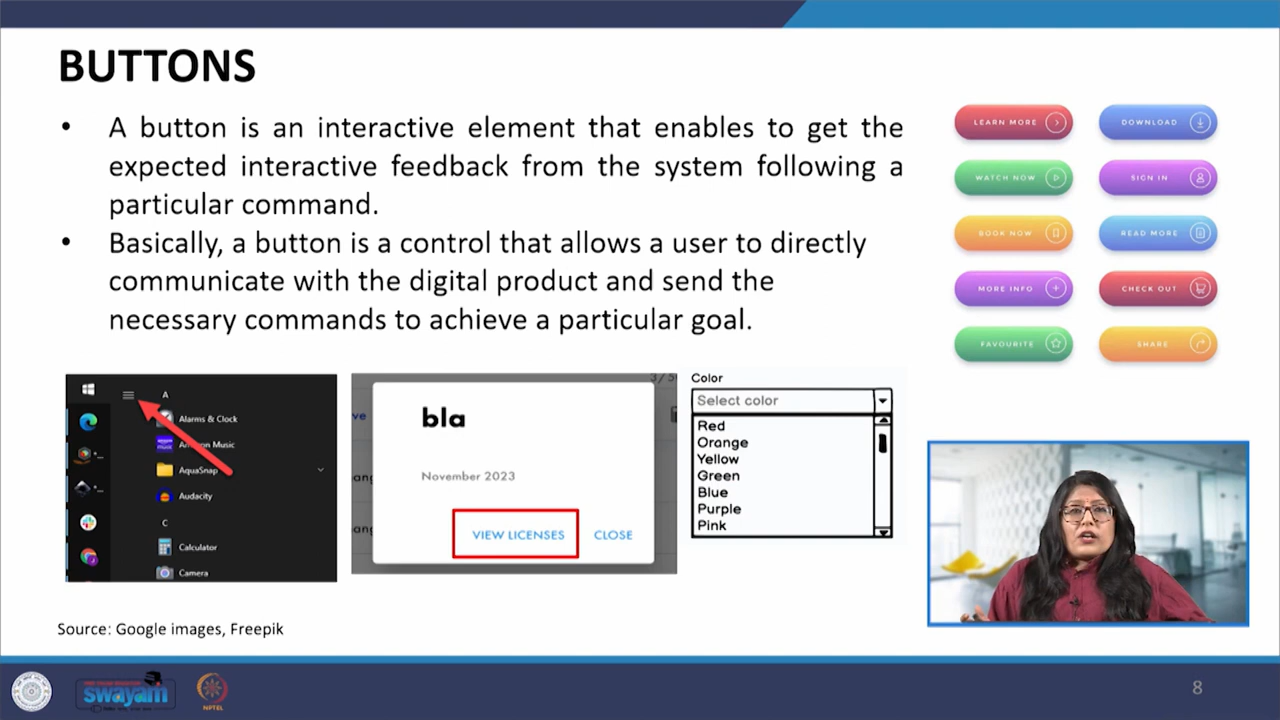 BUTTONS
• A button is an interactive element that enables to get the
expected interactive feedback from the system following a
particular command.
• Basically, a button is a control that allows a user to directly
communicate with the digital product and send the
necessary commands to achieve a particular goal.
LEARN MORE
DOWNLOAD
WATCH NOW
SIGN IN
BOOK NOW
READ MORE
MORE INFO
CHECK OUT
FAVOURITE
SHARE
A
Alarms & Clock
Music
AquaSnap
Audacity
C
Calculator
Camera
bla
November 2023
VIEW LICENSES
CLOSE
Color
Select color
Red
Orange
Yellow
Green
Blue
Purple
Pink
Source: Google images, Freepik
swayam
NPTEL
8